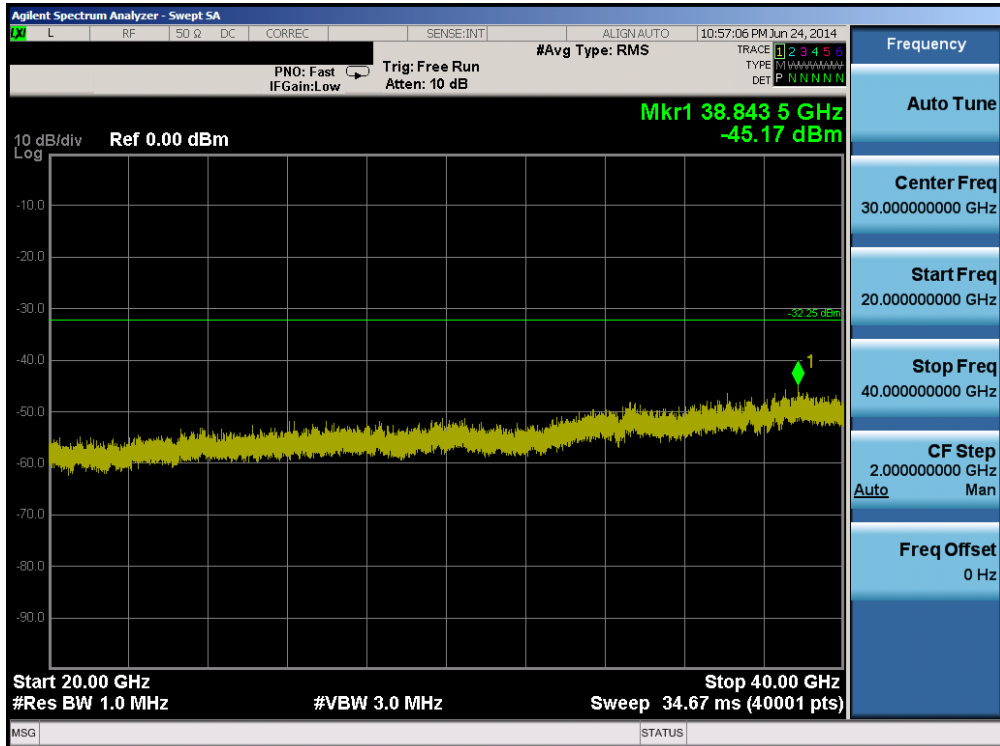 Agilent Spectrum Analyzer - Swept SA
LXI L RF 50 Ω DC CORREC SENSE:INT ALIGN AUTO 10:57:06 PM Jun 24, 2014
#Avg Type: RMS
TRACE 1 2 3 4 5 6
PNO: Fast Trig: Free Run
TYPE M WWWWW
IFGain:Low Atten: 10 dB
DET P N N N N N
Mkr1 38.843 5 GHz
-45.17 dBm
10 dB/div Ref 0.00 dBm
Log
-10.0
-20.0
-30.0
-32.25 dBm
-40.0
1
-50.0
-60.0
-70.0
-80.0
-90.0
Start 20.00 GHz Stop 40.00 GHz
#Res BW 1.0 MHz #VBW 3.0 MHz Sweep 34.67 ms (40001 pts)
MSG STATUS
Frequency
Auto Tune
Center Freq
30.000000000 GHz
Start Freq
20.000000000 GHz
Stop Freq
40.000000000 GHz
CF Step
2.000000000 GHz
Auto Man
Freq Offset
0 Hz